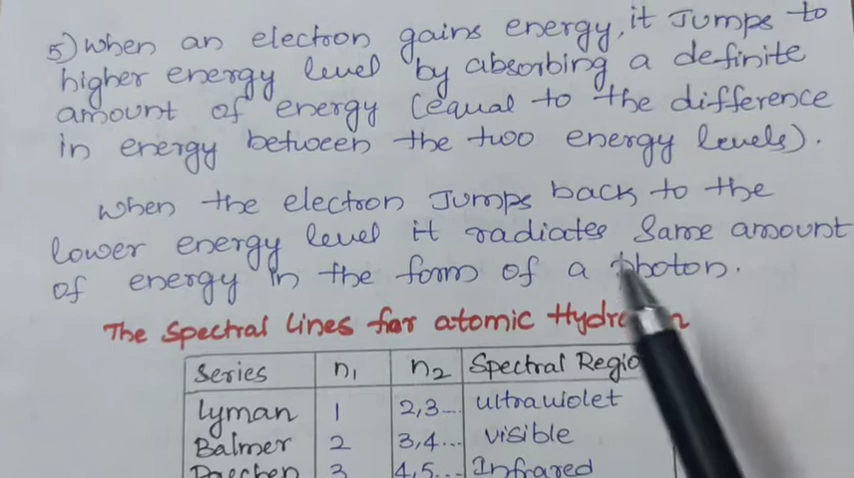 5) When an electron gains energy, it Jumps to
higher energy level by absorbing a definite
amount of energy (equal to the difference
in energy between the two energy levels).
When the electron Jumps back to the
lower energy level it radiates Same amount
of energy in the form of a photon.
The Spectral Lines for atomic
Series n1 n2 Spectral
Lyman 1 2,3.... ultraviolet
Balmer 2 3,4... visible
3 4,5... Infrared